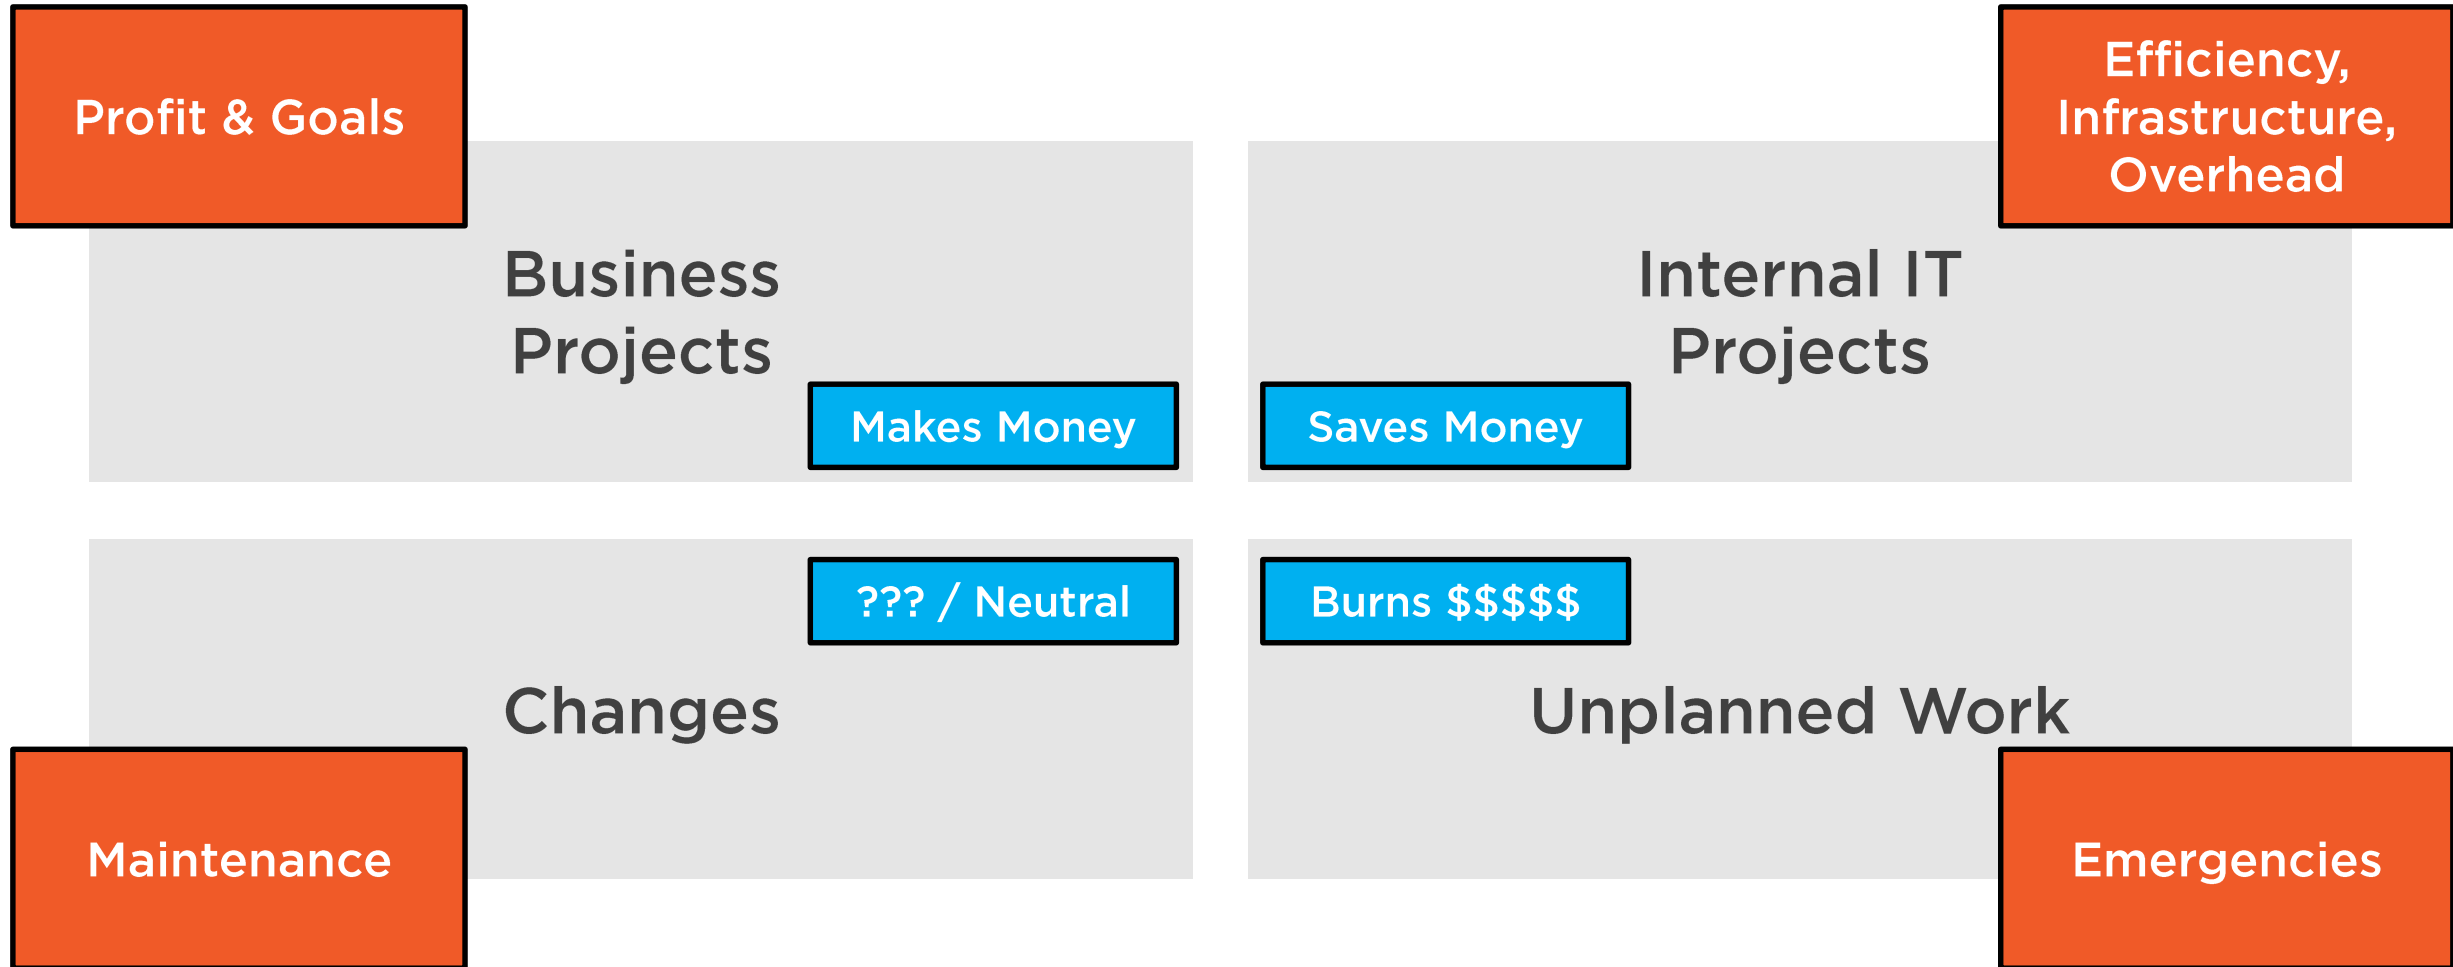 Profit & Goals
Business
Projects
Makes Money
Efficiency,
Infrastructure,
Overhead
Internal IT
Projects
Saves Money
??? / Neutral
Changes
Maintenance
Burns $$$$$
Unplanned Work
Emergencies